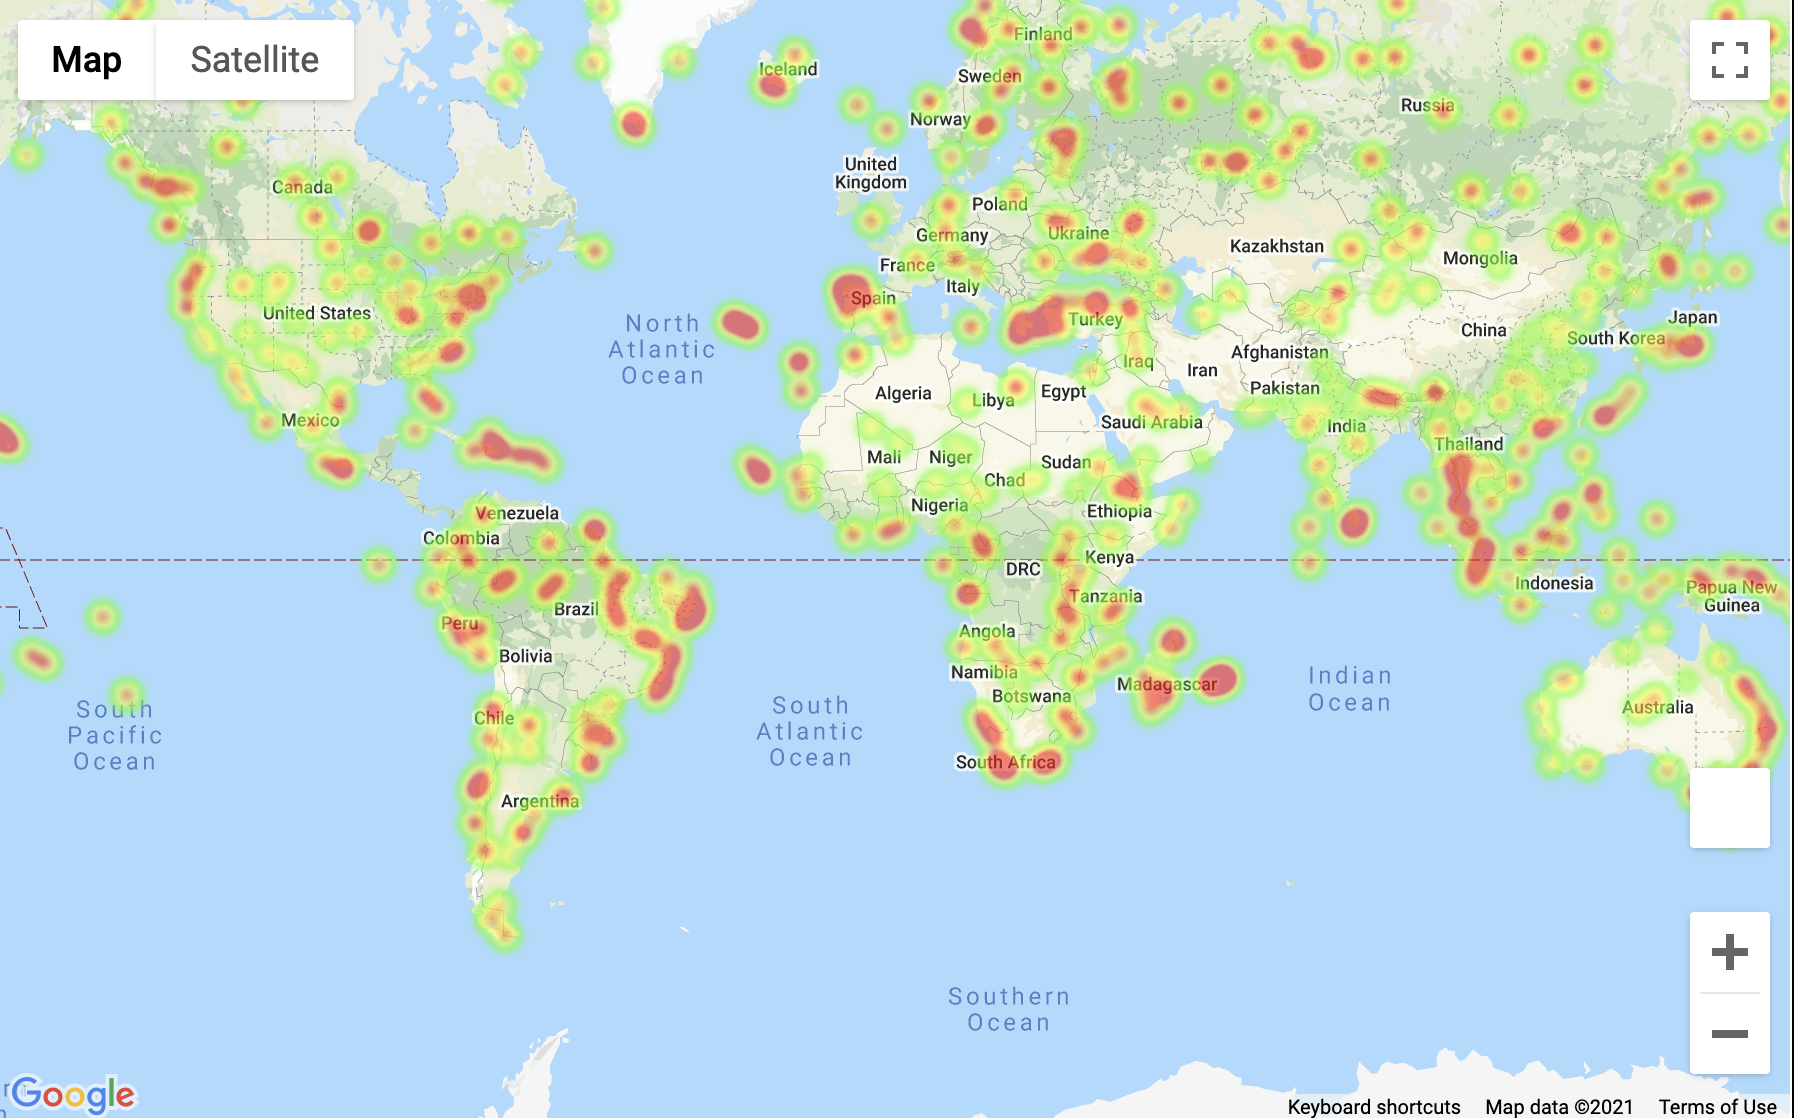 Map
Satellite
Iceland
Finland
Sweden
Norway
Russia
United
Kingdom
Canada
Poland
Germany
Ukraine
Kazakhstan
Mongolia
France
Italy
Spain
United States
North
Atlantic
Ocean
Turkey
China
South Korea
Japan
Afghanistan
Iraq
Iran
Pakistan
Algeria
Libya
Egypt
Mexico
Saudi Arabia
India
Thailand
Mali
Niger
Sudan
Chad
Nigeria
Ethiopia
Venezuela
Colombia
Kenya
DRC
Indonesia
Papua New
Guinea
Tanzania
Brazil
Peru
Angola
Bolivia
Namibia
Botswana
Madagascar
Indian
Ocean
Australia
South
Pacific
Ocean
Chile
South
Atlantic
Ocean
South Africa
Argentina
Southern
Ocean
Google
Keyboard shortcuts
Map data ©2021
Terms of Use